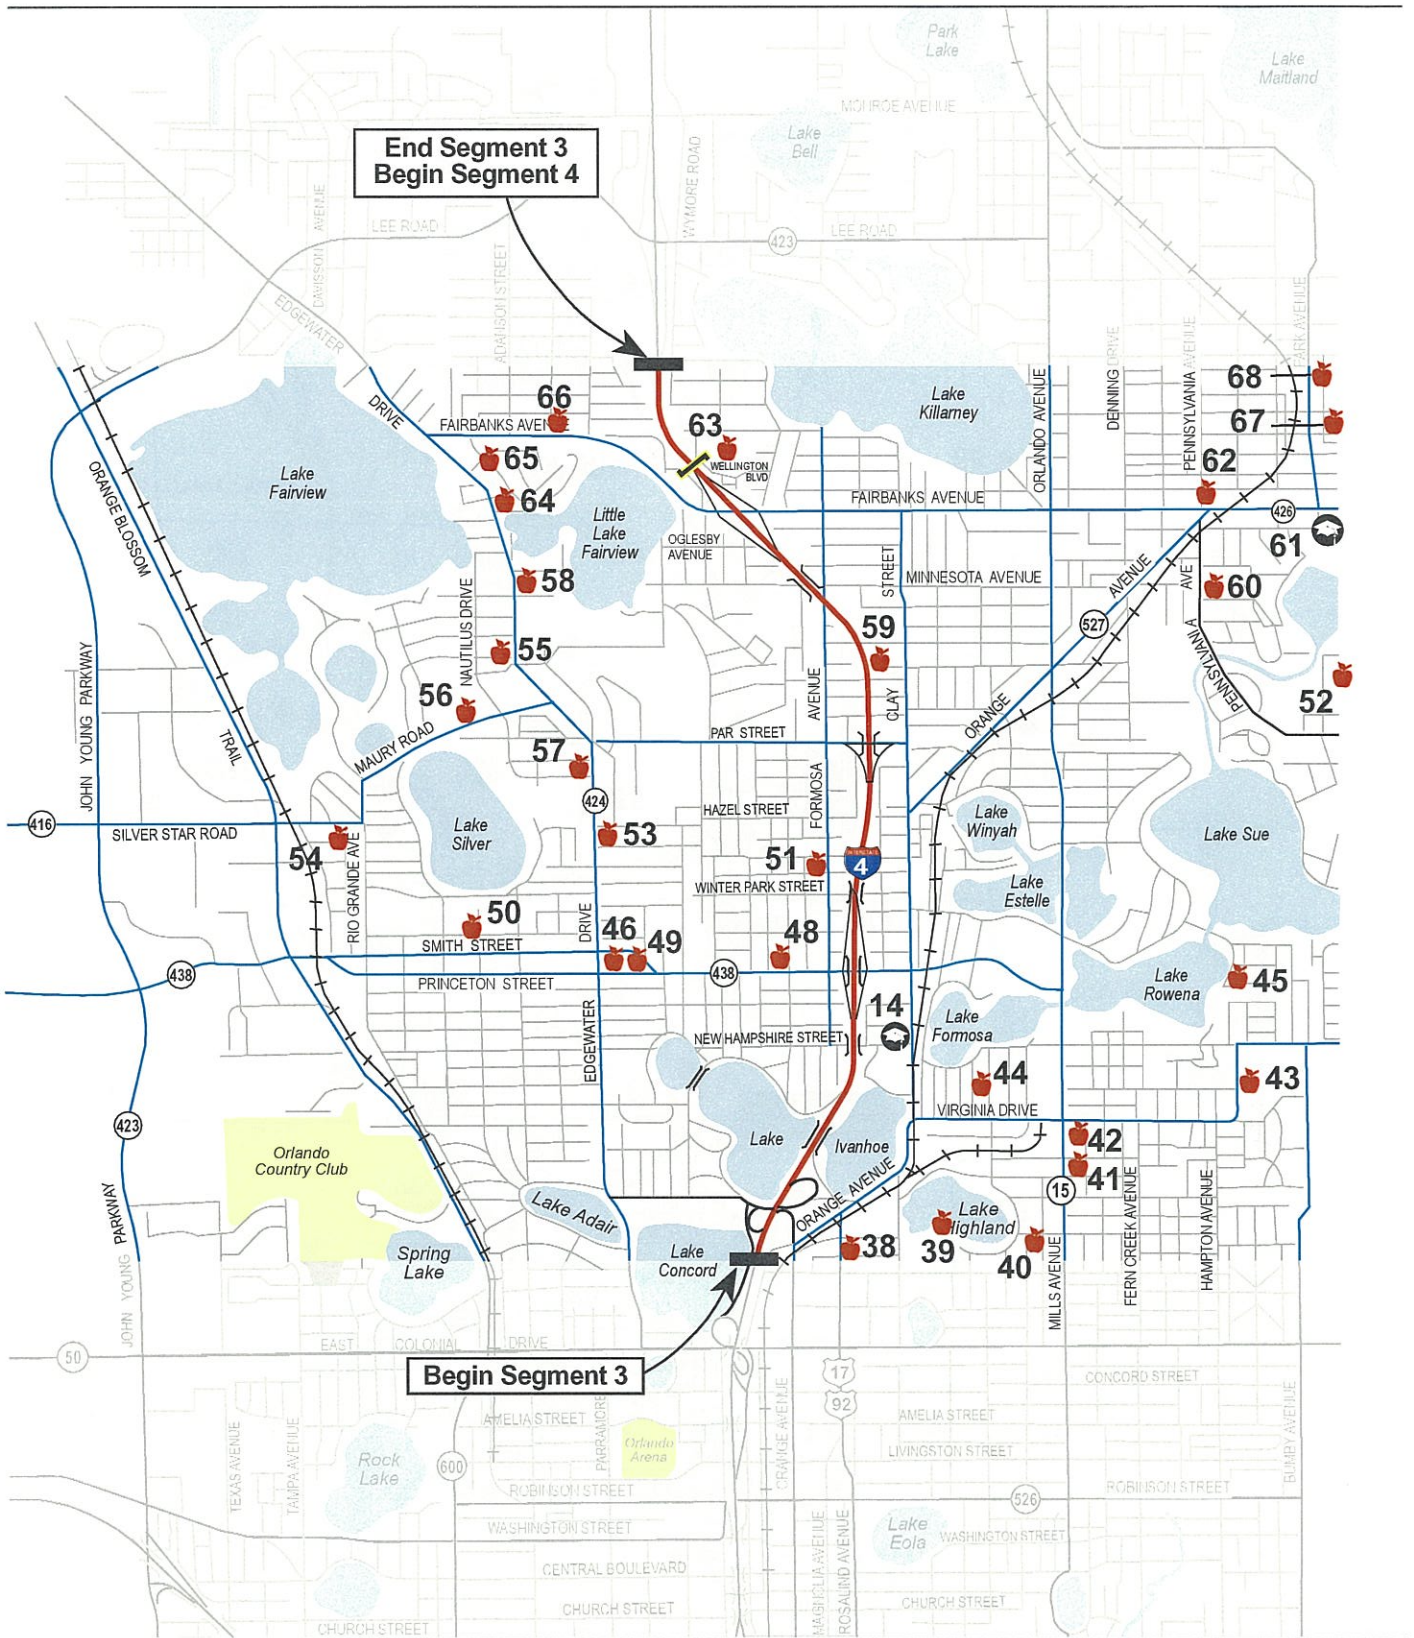 Park
Lake
Lake
Maitland
MONROE AVENUE
Lake
Bell
End Segment 3
Begin Segment 4
WYMORE ROAD
DAVISSON AVENUE
LEE ROAD
423
LEE ROAD
ADANSON STREET
EDGEWATER
DRIVE
PARK AVENUE
PENNSYLVANIA AVENUE
DENNING DRIVE
ORLANDO AVENUE
68
67
66
Lake
Killarney
FAIRBANKS AVENUE
63
WELLINGTON
BLVD
65
62
ORANGE BLOSSOM
Lake
Fairview
64
FAIRBANKS AVENUE
426
61
Little
Lake
Fairview
OGLESBY
AVENUE
STREET
MINNESOTA AVENUE
AVENUE
AVE
60
58
NAUTILUS DRIVE
59
527
55
PENNSYLVANIA
JOHN YOUNG PARKWAY
56
AVENUE
CLAY
52
TRAIL
MAURY ROAD
PAR STREET
ORANGE
57
PENNSYLVANIA
424
FORMOSA
HAZEL STREET
Lake
Winyah
416
SILVER STAR ROAD
Lake
Silver
53
Lake Sue
54
RIO GRANDE AVE
51
INTERSTATE
4
WINTER PARK STREET
Lake
Estelle
50
DRIVE
46
49
48
SMITH STREET
438
438
PRINCETON STREET
Lake
Rowena
45
14
EDGEWATER
NEW HAMPSHIRE STREET
Lake
Formosa
44
43
VIRGINIA DRIVE
423
Orlando
Country Club
Lake
Ivanhoe
42
41
15
PARKWAY
Lake Adair
ORANGE AVENUE
Lake
Highland
FERN CREEK AVENUE
HAMPTON AVENUE
Spring
Lake
Lake
Concord
38
39
40
MILLS AVENUE
JOHN YOUNG
EAST COLONIAL DRIVE
50
Begin Segment 3
17
92
CONCORD STREET
AMELIA STREET
AMELIA STREET
PARRAMORE
ORANGE AVENUE
BUMBY AVENUE
TEXAS AVENUE
TAMPA AVENUE
Orlando
Arena
LIVINGSTON STREET
Rock
Lake
600
ROBINSON STREET
526
ROBINSON STREET
WASHINGTON STREET
Lake
Eola
WASHINGTON STREET
MAGNOLIA AVENUE
ROSALIND AVENUE
CENTRAL BOULEVARD
CHURCH STREET
CHURCH STREET
CHURCH STREET